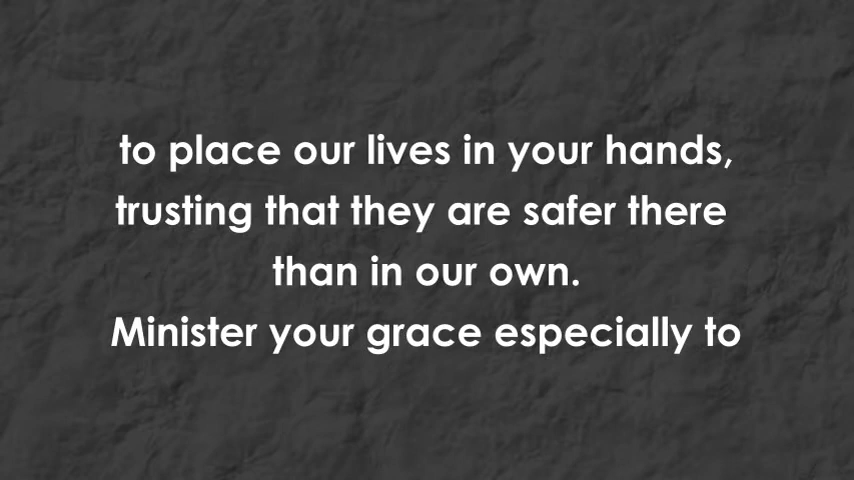 to place our lives in your hands,
trusting that they are safer there
than in our own.
Minister your grace especially to